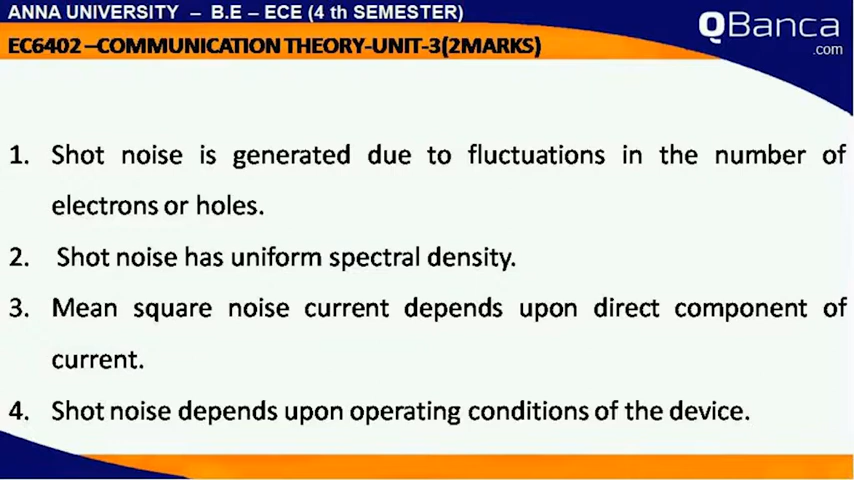 ANNA UNIVERSITY – B.E – ECE (4 th SEMESTER)
QBanca
.com
EC6402 –COMMUNICATION THEORY-UNIT-3(2MARKS)
1. Shot noise is generated due to fluctuations in the number of
electrons or holes.
2. Shot noise has uniform spectral density.
3. Mean square noise current depends upon direct component of
current.
4. Shot noise depends upon operating conditions of the device.